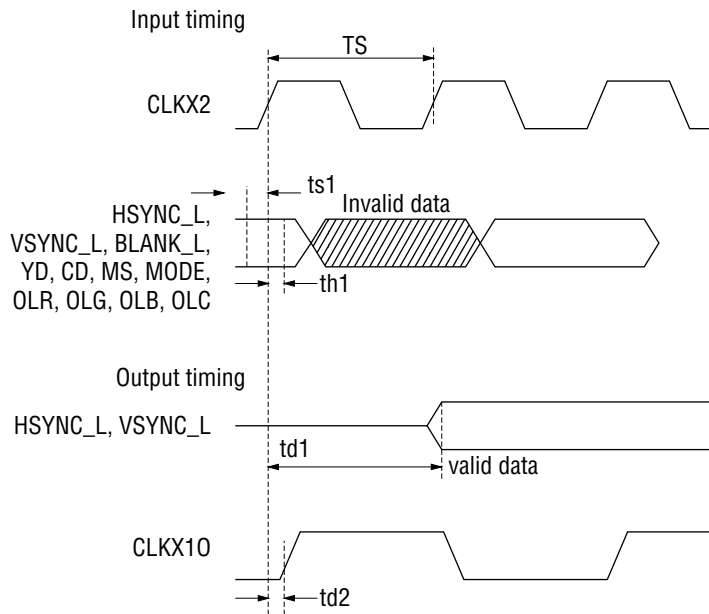 Input timing
TS
CLKX2
ts1
HSYNC_L,
Invalid data
VSYNC_L, BLANK_L,
YD, CD, MS, MODE,
th1
OLR, OLG, OLB, OLC
Output timing
HSYNC_L, VSYNC_L
td1
valid data
CLKX1O
td2